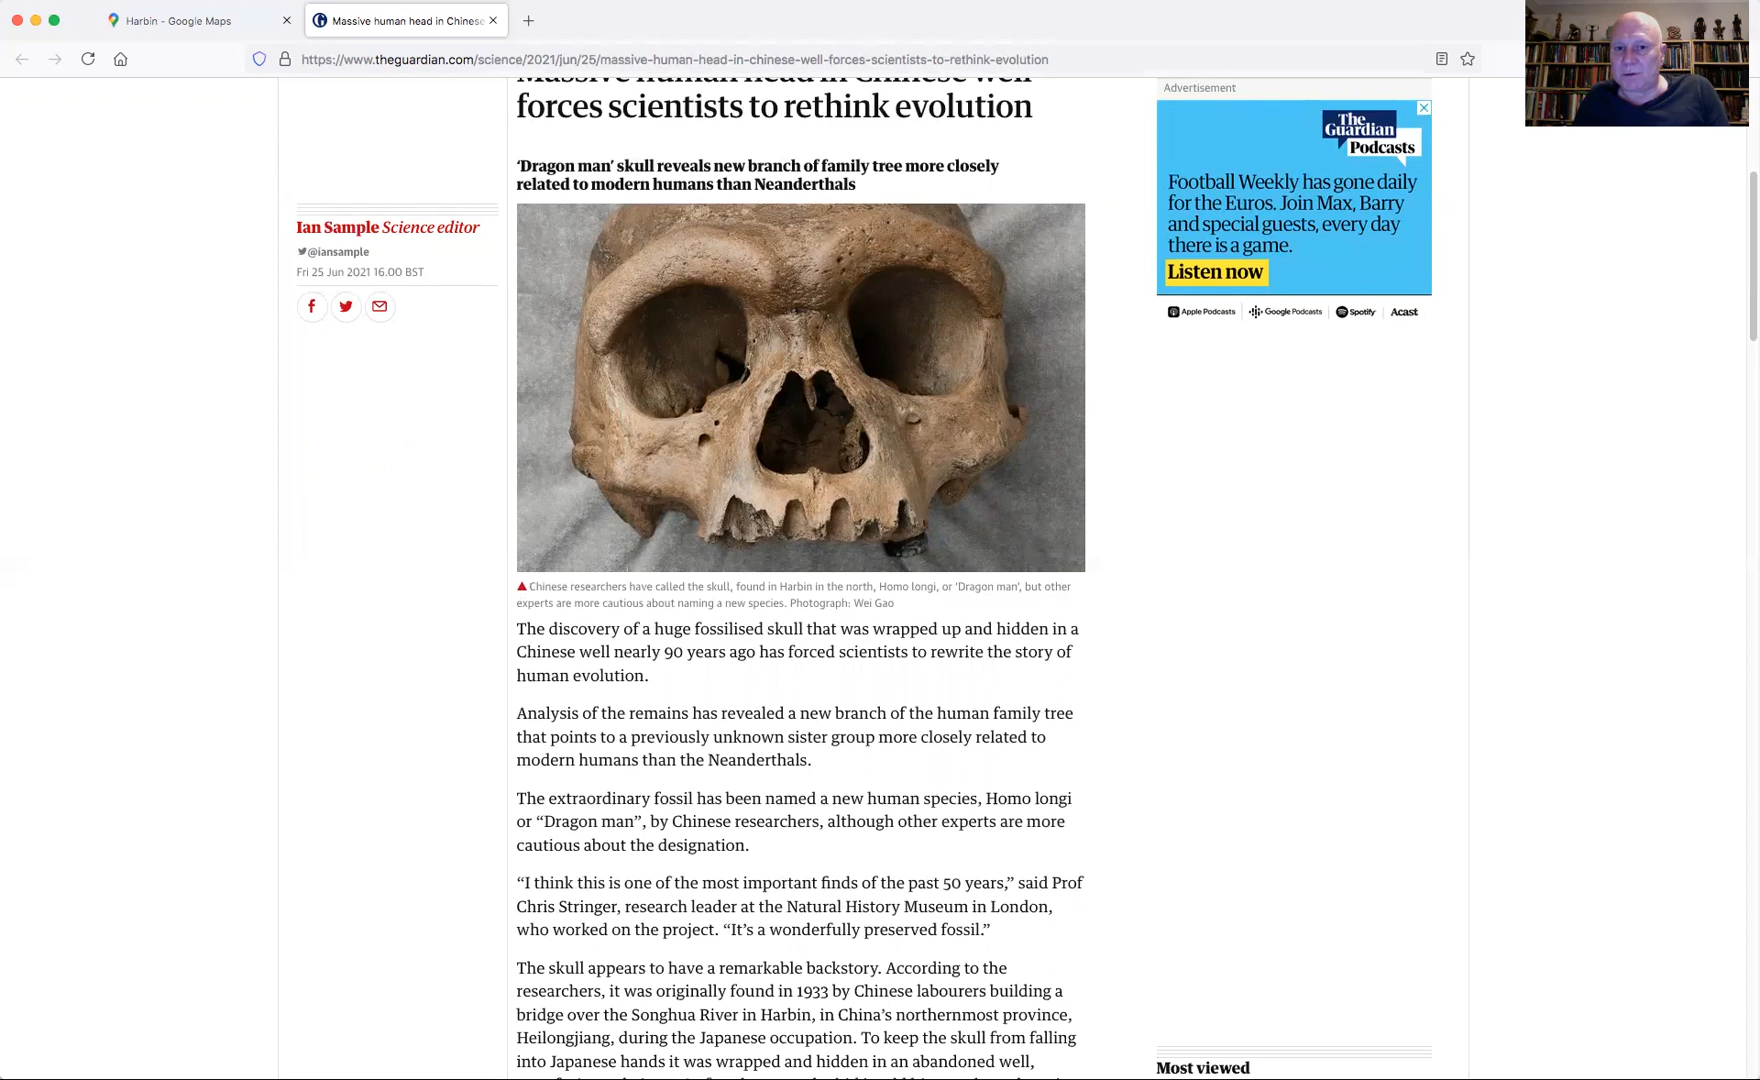 Harbin - Google Maps
Massive human head in Chinese
https://www.theguardian.com/science/2021/jun/25/massive-human-head-in-chinese-well-forces-scientists-to-rethink-evolution
Massive human head in Chinese well
forces scientists to rethink evolution
‘Dragon man’ skull reveals new branch of family tree more closely
related to modern humans than Neanderthals
Ian Sample Science editor
@iansample
Fri 25 Jun 2021 16.00 BST
▲ Chinese researchers have called the skull, found in Harbin in the north, Homo longi, or ‘Dragon man’, but other
experts are more cautious about naming a new species. Photograph: Wei Gao
The discovery of a huge fossilised skull that was wrapped up and hidden in a
Chinese well nearly 90 years ago has forced scientists to rewrite the story of
human evolution.
Analysis of the remains has revealed a new branch of the human family tree
that points to a previously unknown sister group more closely related to
modern humans than the Neanderthals.
The extraordinary fossil has been named a new human species, Homo longi
or “Dragon man”, by Chinese researchers, although other experts are more
cautious about the designation.
“I think this is one of the most important finds of the past 50 years,” said Prof
Chris Stringer, research leader at the Natural History Museum in London,
who worked on the project. “It’s a wonderfully preserved fossil.”
The skull appears to have a remarkable backstory. According to the
researchers, it was originally found in 1933 by Chinese labourers building a
bridge over the Songhua River in Harbin, in China’s northernmost province,
Heilongjiang, during the Japanese occupation. To keep the skull from falling
into Japanese hands it was wrapped and hidden in an abandoned well,
Advertisement
The
Guardian
Podcasts
Football Weekly has gone daily
for the Euros. Join Max, Barry
and special guests, every day
there is a game.
Listen now
Apple Podcasts Google Podcasts Spotify Acast
Most viewed